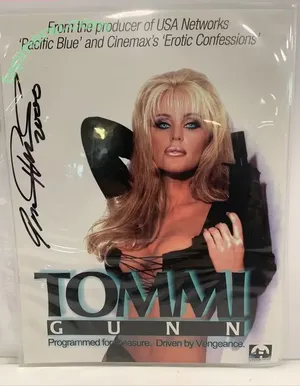 From the producer of USA Networks
'Pacific Blue' and Cinemax's 'Erotic Confessions'
2000
TOMMI
GUNN
Programmed for Pleasure. Driven by Vengeance.